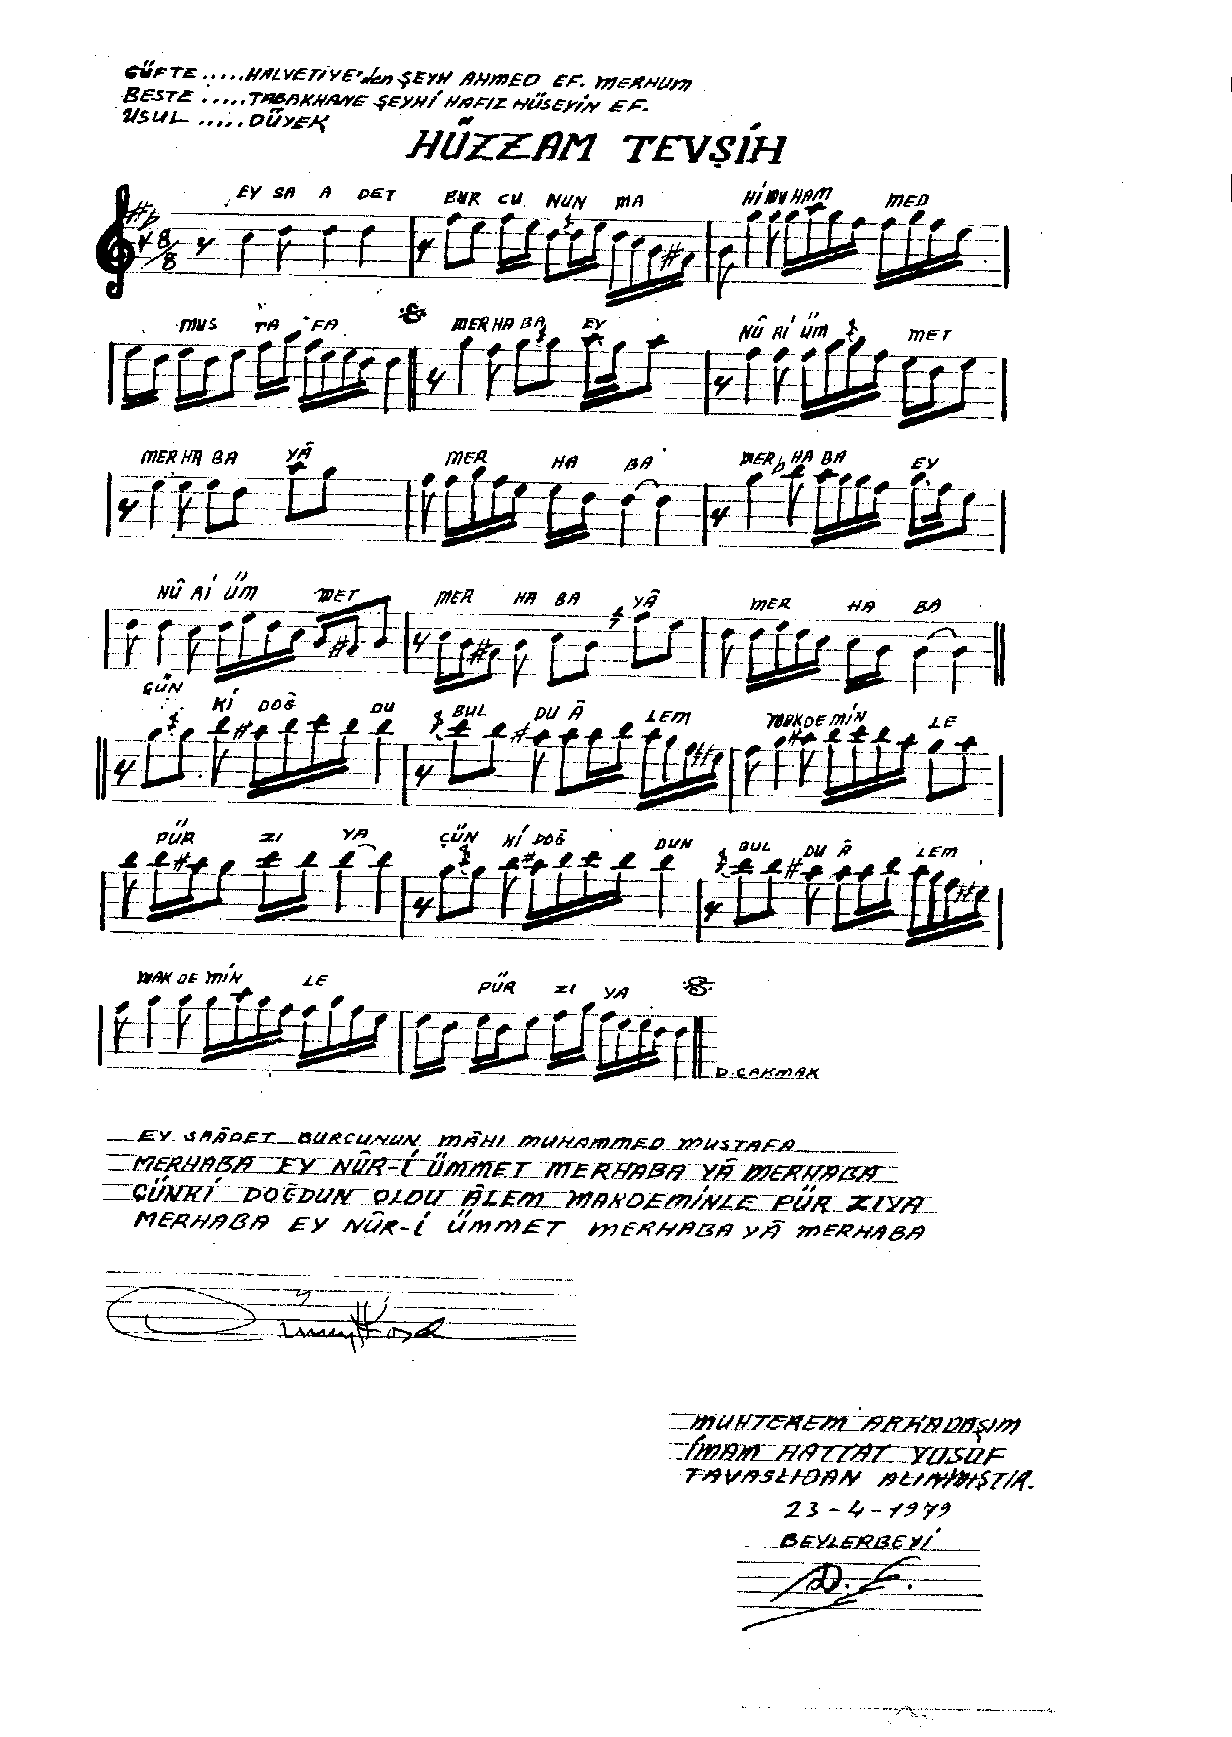 GÜFTE.....HALVETİYE'den ŞEYH AHMED EF. MERHUM
BESTE.....TABAKHANE ŞEYHİ HAFIZ HÜSEYİN EF.
USUL.....DÜYEK
HÜZZAM TEVŞİH
EY SA A DET BUR CU NUN MA Hİ MU HAM MED
8/8
MUS TA FA MER HA BA EY NÛ Rİ ÜM MET
MER HA BA YÂ MER HA BA MER HA BA EY
NÛ Rİ ÜM MET MER HA BA YÂ MER HA BA
ÇÜN Kİ DOĞ DU BUL DU Â LEM MAK DE MİN LE
PÜR ZI YA ÇÜN Kİ DOĞ DUN BUL DU Â LEM
MAK DE MİN LE PÜR ZI YA
D. ÇAKMAK
EY SAÂDET BURCUNUN MÂHI MUHAMMED MUSTAFA
MERHABA EY NÛR-İ ÜMMET MERHABA YÂ MERHABA
ÇÜNKİ DOĞDUN OLDU ÂLEM MAKDEMİNLE PÜR ZIYA
MERHABA EY NÛR-İ ÜMMET MERHABA YÂ MERHABA
MUHTEREM ARKADAŞIM
İMAM HATTAT YUSUF
TAVASLIDAN ALINMIŞTIR.
23-4-1979
BEYLERBEYİ